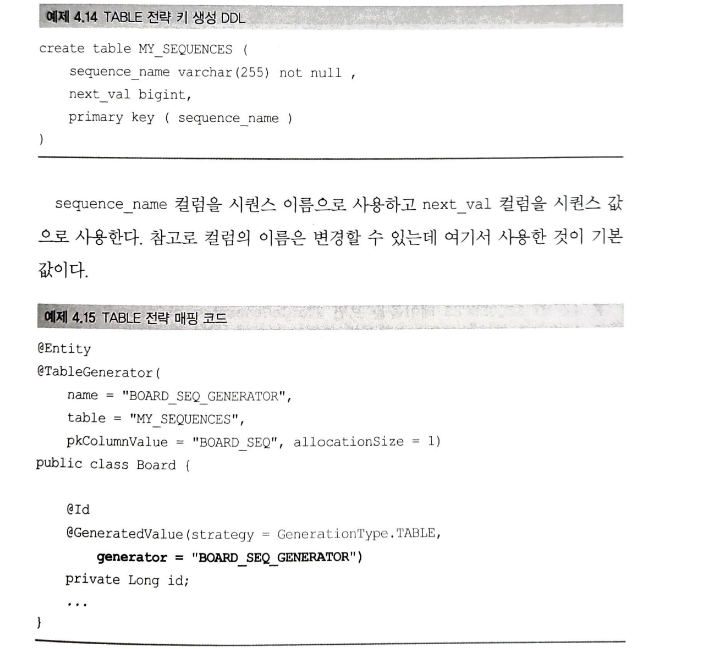 예제 4.14 TABLE 전략 키 생성 DDL
create table MY_SEQUENCES (
    sequence_name varchar(255) not null ,
    next_val bigint,
    primary key ( sequence_name )
)
sequence_name 컬럼을 시퀀스 이름으로 사용하고 next_val 컬럼을 시퀀스 값
으로 사용한다. 참고로 컬럼의 이름은 변경할 수 있는데 여기서 사용한 것이 기본
값이다.
예제 4.15 TABLE 전략 매핑 코드
@Entity
@TableGenerator(
    name = "BOARD_SEQ_GENERATOR",
    table = "MY_SEQUENCES",
    pkColumnValue = "BOARD_SEQ", allocationSize = 1)
public class Board {
    @Id
    @GeneratedValue(strategy = GenerationType.TABLE,
        generator = "BOARD_SEQ_GENERATOR")
    private Long id;
    ...
}